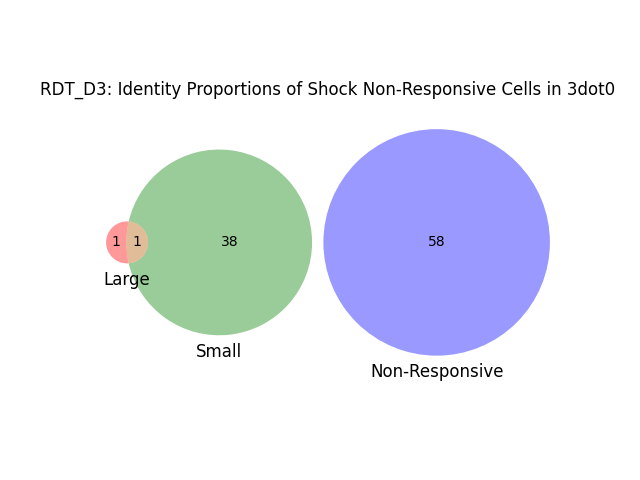 RDT_D3: Identity Proportions of Shock Non-Responsive Cells in 3dot0
1 1 38 58
Large
Small
Non-Responsive